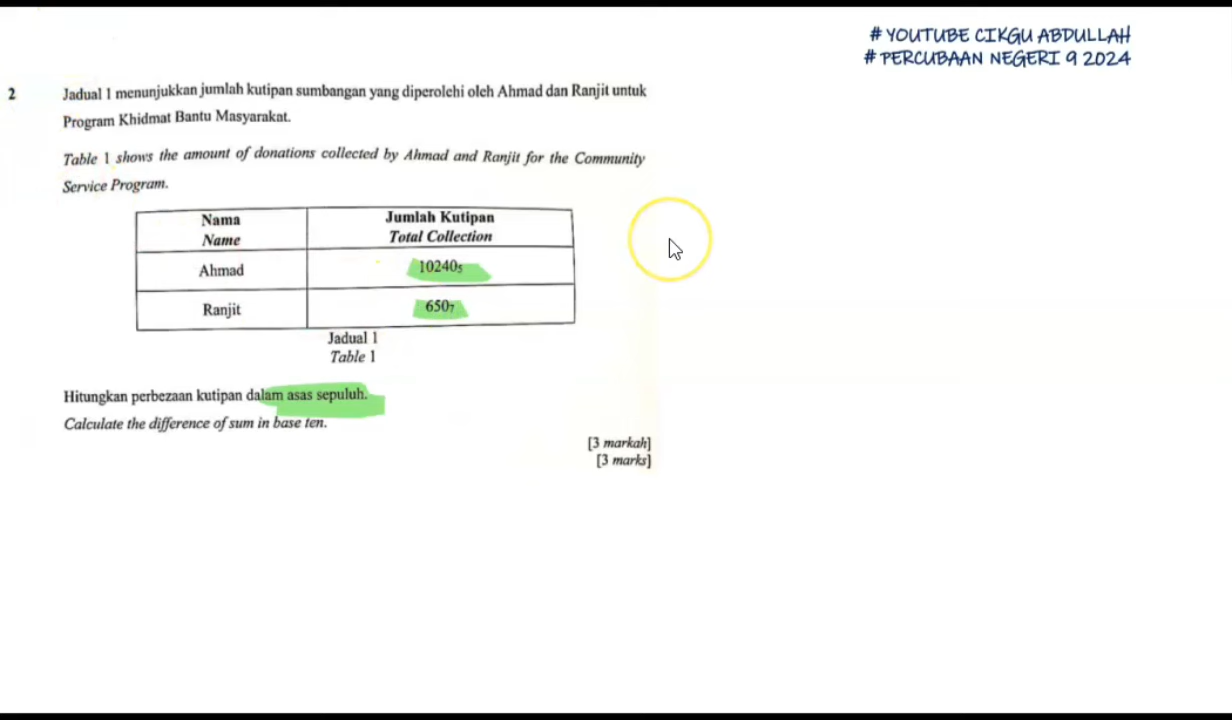 # YOUTUBE CIKGU ABDULLAH
# PERCUBAAN NEGERI 9 2024
2 Jadual 1 menunjukkan jumlah kutipan sumbangan yang diperolehi oleh Ahmad dan Ranjit untuk
Program Khidmat Bantu Masyarakat.
Table 1 shows the amount of donations collected by Ahmad and Ranjit for the Community
Service Program.
Nama Jumlah Kutipan
Name Total Collection
Ahmad 10240₅
Ranjit 650₇
Jadual 1
Table 1
Hitungkan perbezaan kutipan dalam asas sepuluh.
Calculate the difference of sum in base ten.
[3 markah]
[3 marks]